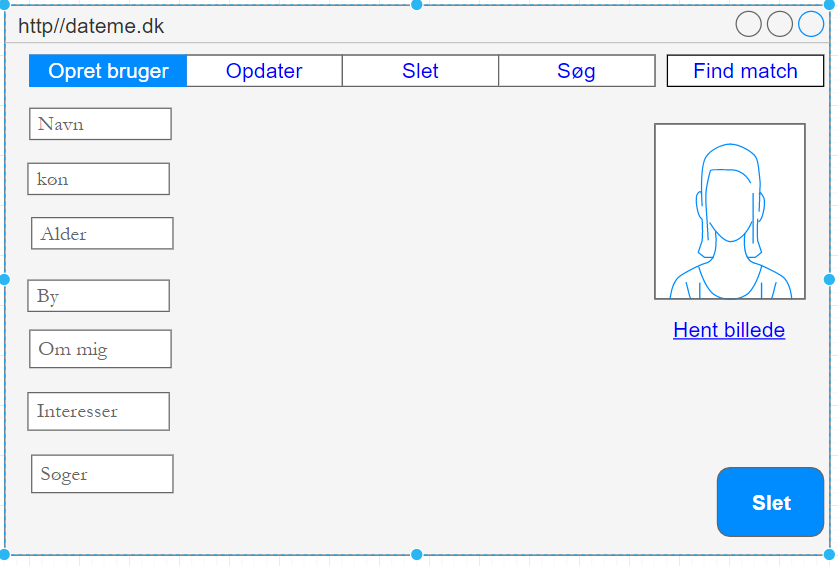 http//dateme.dk
Opret bruger Opdater Slet Søg Find match
Navn
køn
Alder
By
Om mig
Hent billede
Interesser
Søger
Slet